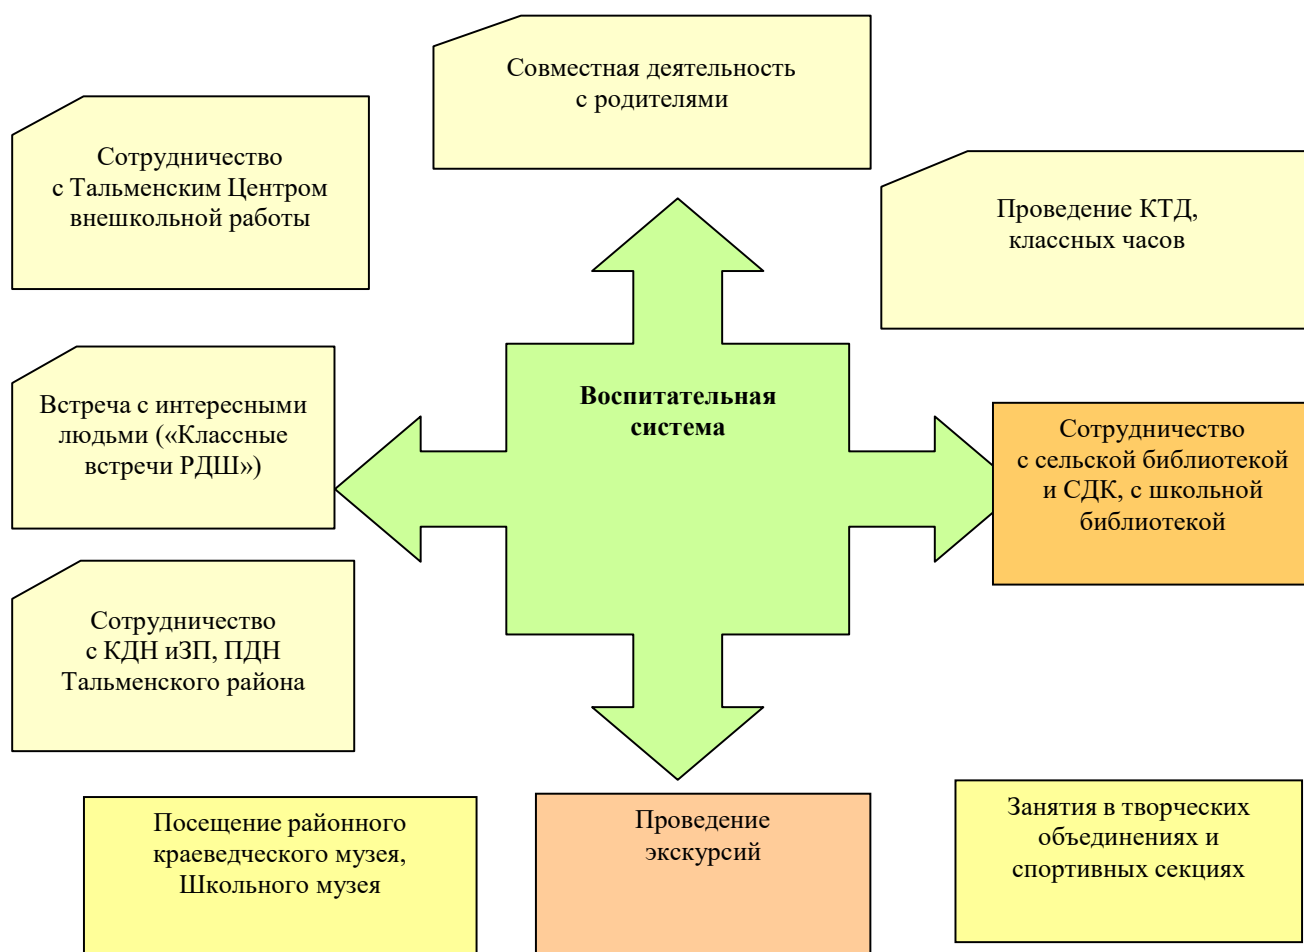 Совместная деятельность
с родителями
Сотрудничество
с Тальменским Центром
внешкольной работы
Проведение КТД,
классных часов
Встреча с интересными
людьми («Классные
встречи РДШ»)
Воспитательная
система
Сотрудничество
с сельской библиотекой
и СДК, с школьной
библиотекой
Сотрудничество
с КДН иЗП, ПДН
Тальменского района
Посещение районного
краеведческого музея,
Школьного музея
Проведение
экскурсий
Занятия в творческих
объединениях и
спортивных секциях